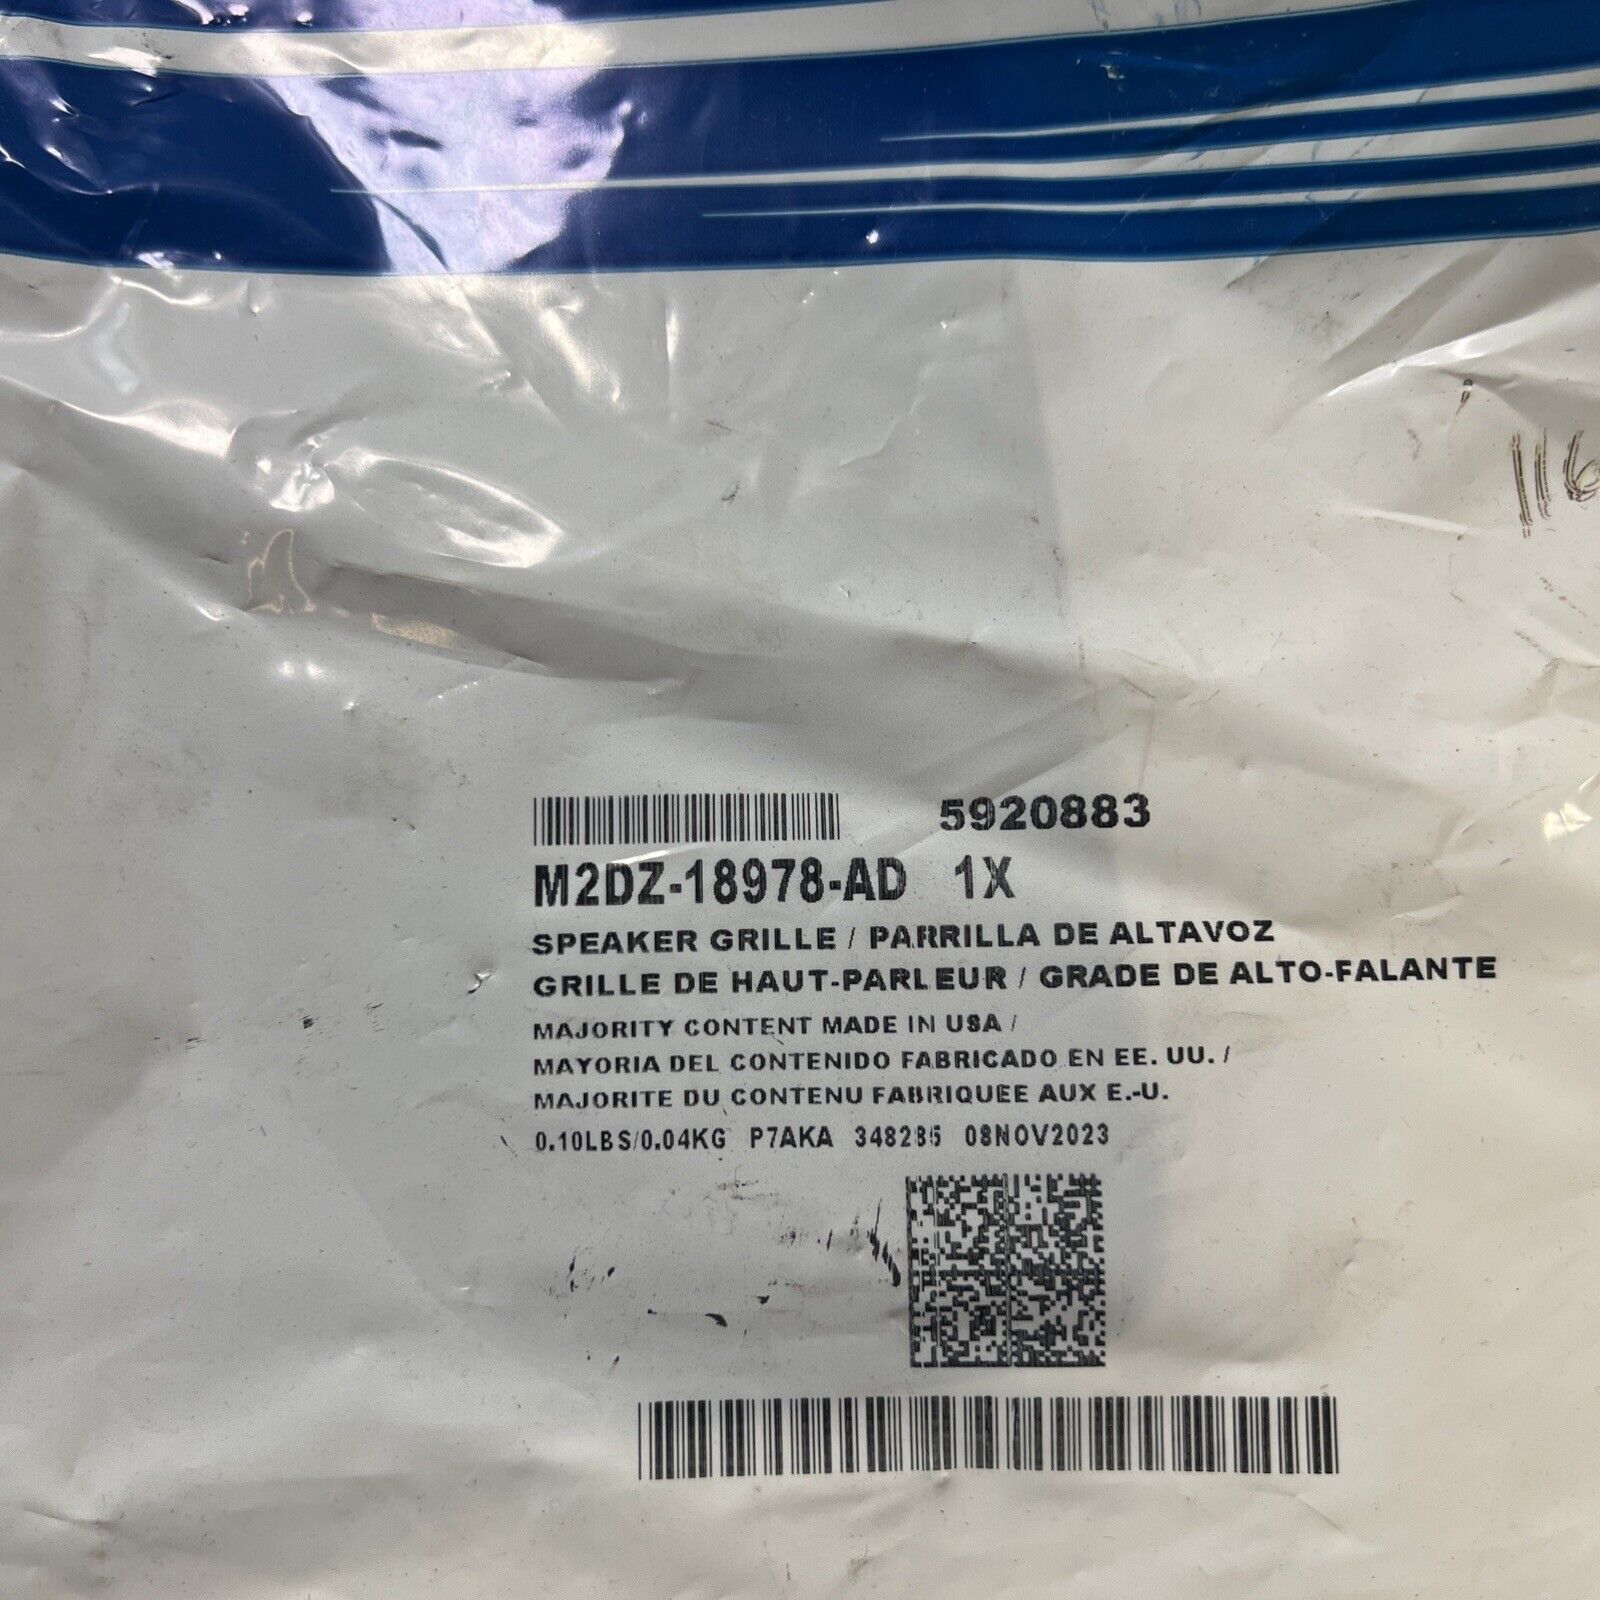 116
5920883
M2DZ-18978-AD 1X
SPEAKER GRILLE / PARRILLA DE ALTAVOZ
GRILLE DE HAUT-PARLEUR / GRADE DE ALTO-FALANTE
MAJORITY CONTENT MADE IN USA /
MAYORIA DEL CONTENIDO FABRICADO EN EE. UU. /
MAJORITE DU CONTENU FABRIQUEE AUX E.-U.
0.10LBS/0.04KG P7AKA 348285 08NOV2023